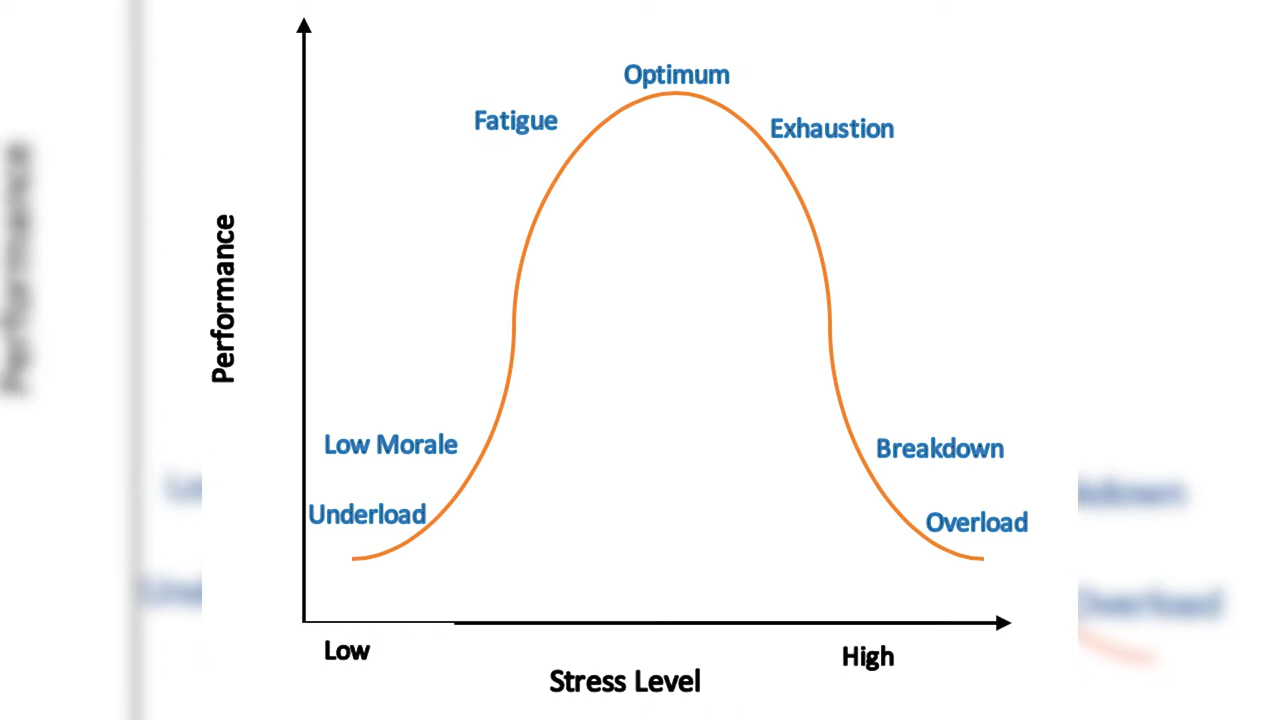 Optimum
Fatigue
Exhaustion
Performance
Low Morale
Breakdown
Underload
Overload
Low
High
Stress Level